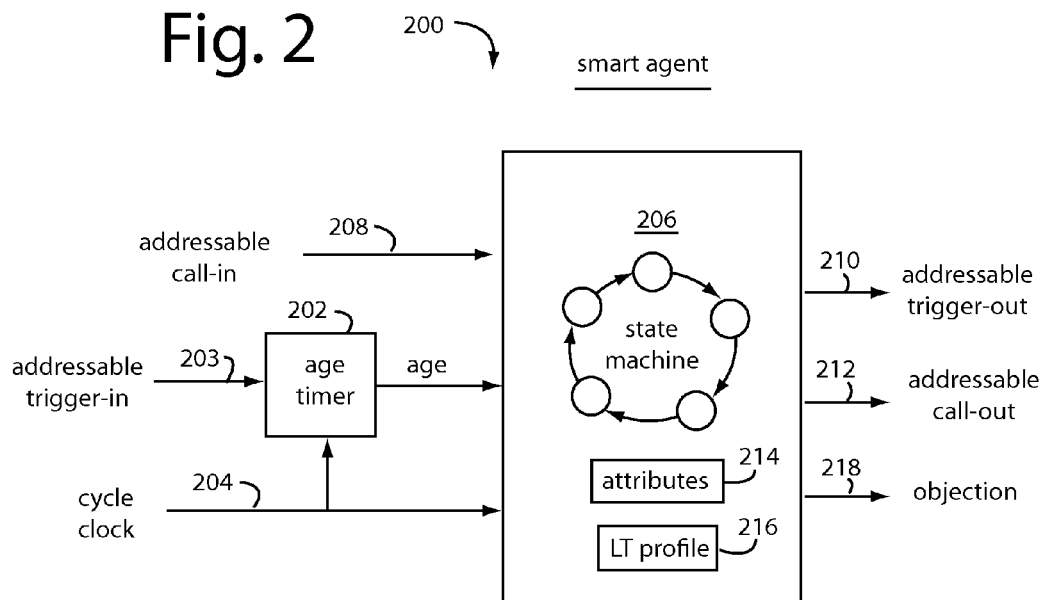 Fig. 2
200
smart agent
206
addressable
call-in
208
210
addressable
trigger-out
202
state
machine
addressable
trigger-in
203
age
timer
age
212
addressable
call-out
attributes
214
218
objection
cycle
clock
204
LT profile
216